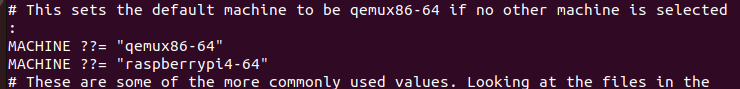 # This sets the default machine to be qemux86-64 if no other machine is selected
:
MACHINE ??= "qemux86-64"
MACHINE ??= "raspberrypi4-64"
# These are some of the more commonly used values. Looking at the files in the